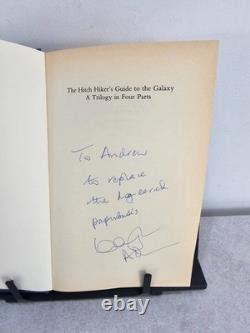 The Hitch Hiker's Guide to the Galaxy
A Trilogy in Four Parts
To Andrew
to replace
the dog-eared
paperbacks
ebay